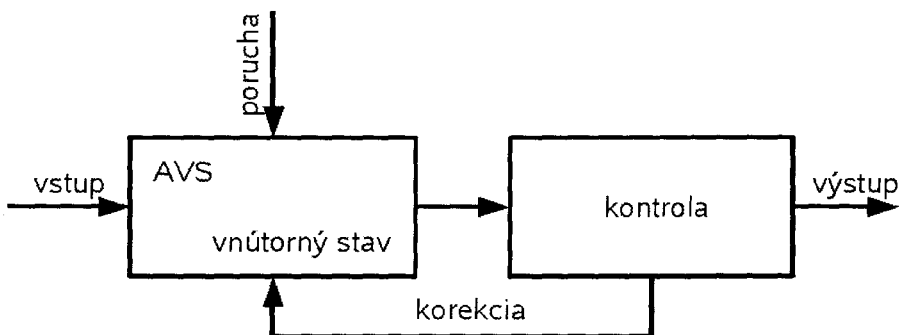 porucha
vstup
AVS
vnútorný stav
kontrola
výstup
korekcia